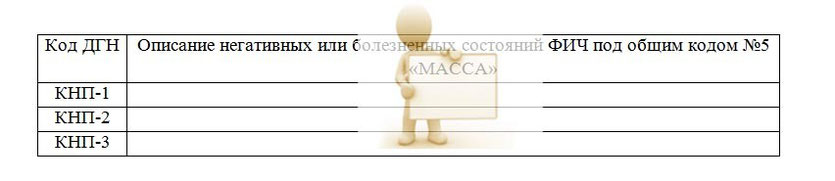 Код ДГН Описание негативных или болезненных состояний ФИЧ под общим кодом №5
«МАССА»
КНП-1
КНП-2
КНП-3